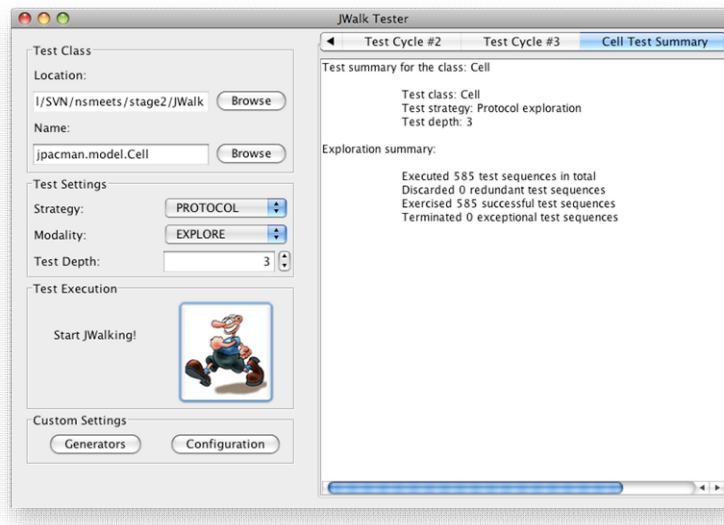 JWalk Tester
Test Class
Location:
l/SVN/nsmeets/stage2/JWalk
Browse
Name:
jpacman.model.Cell
Browse
Test Settings
Strategy:
PROTOCOL
Modality:
EXPLORE
Test Depth:
3
Test Execution
Start JWalking!
Custom Settings
Generators
Configuration
Test Cycle #2
Test Cycle #3
Cell Test Summary
Test summary for the class: Cell
Test class: Cell
Test strategy: Protocol exploration
Test depth: 3
Exploration summary:
Executed 585 test sequences in total
Discarded 0 redundant test sequences
Exercised 585 successful test sequences
Terminated 0 exceptional test sequences